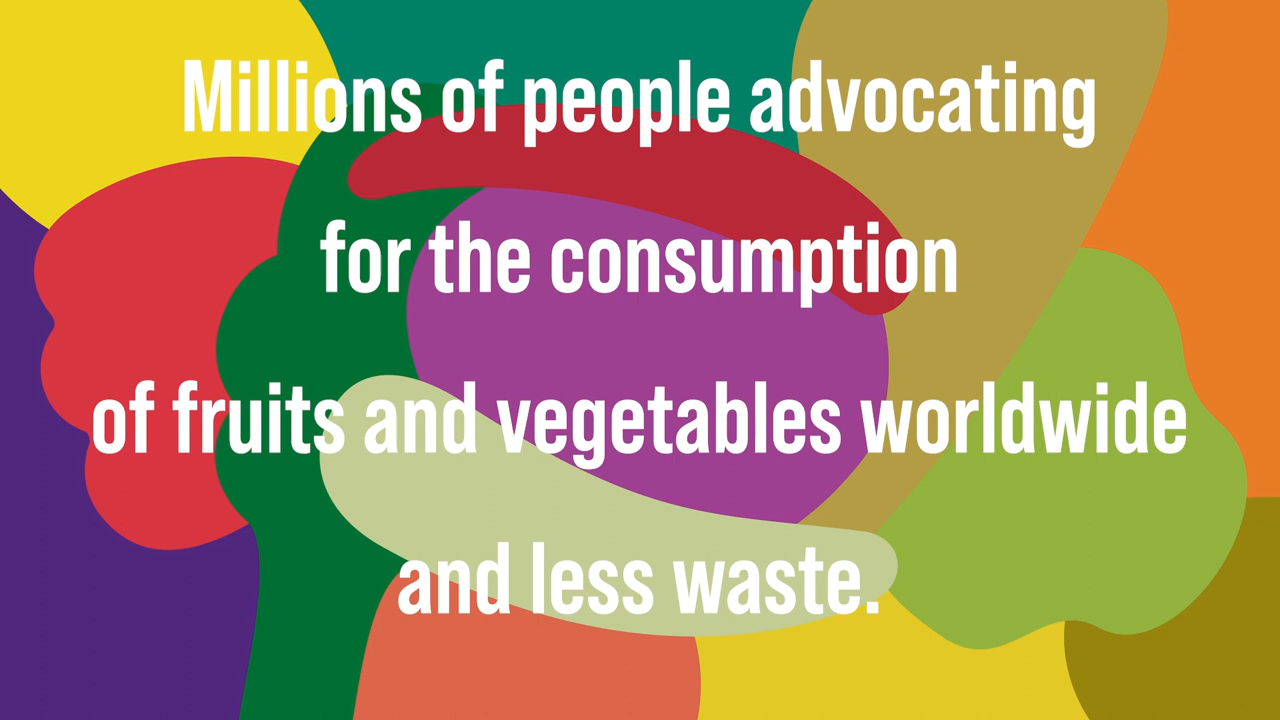 Millions of people advocating
for the consumption
of fruits and vegetables worldwide
and less waste.